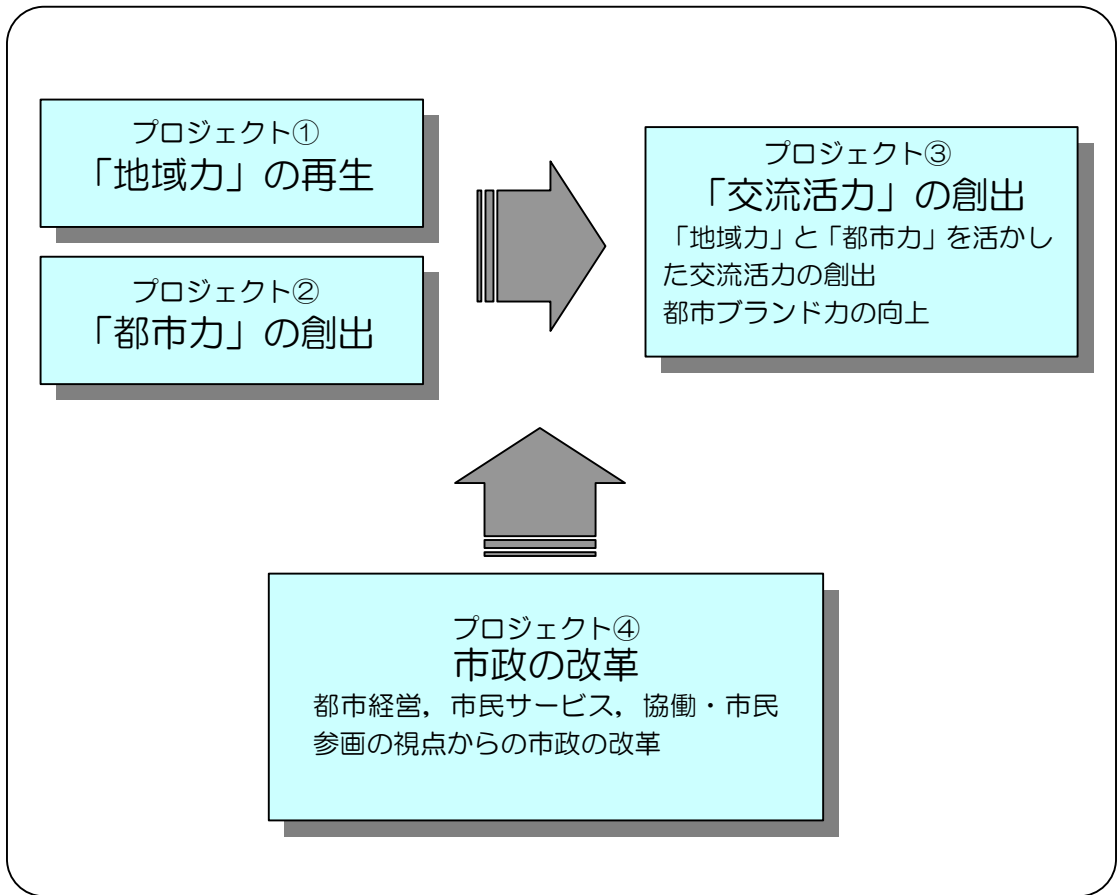 プロジェクト①
「地域力」の再生
プロジェクト②
「都市力」の創出
プロジェクト③
「交流活力」の創出
「地域力」と「都市力」を活かし
た交流活力の創出
都市ブランド力の向上
プロジェクト④
市政の改革
都市経営，市民サービス，協働・市民
参画の視点からの市政の改革